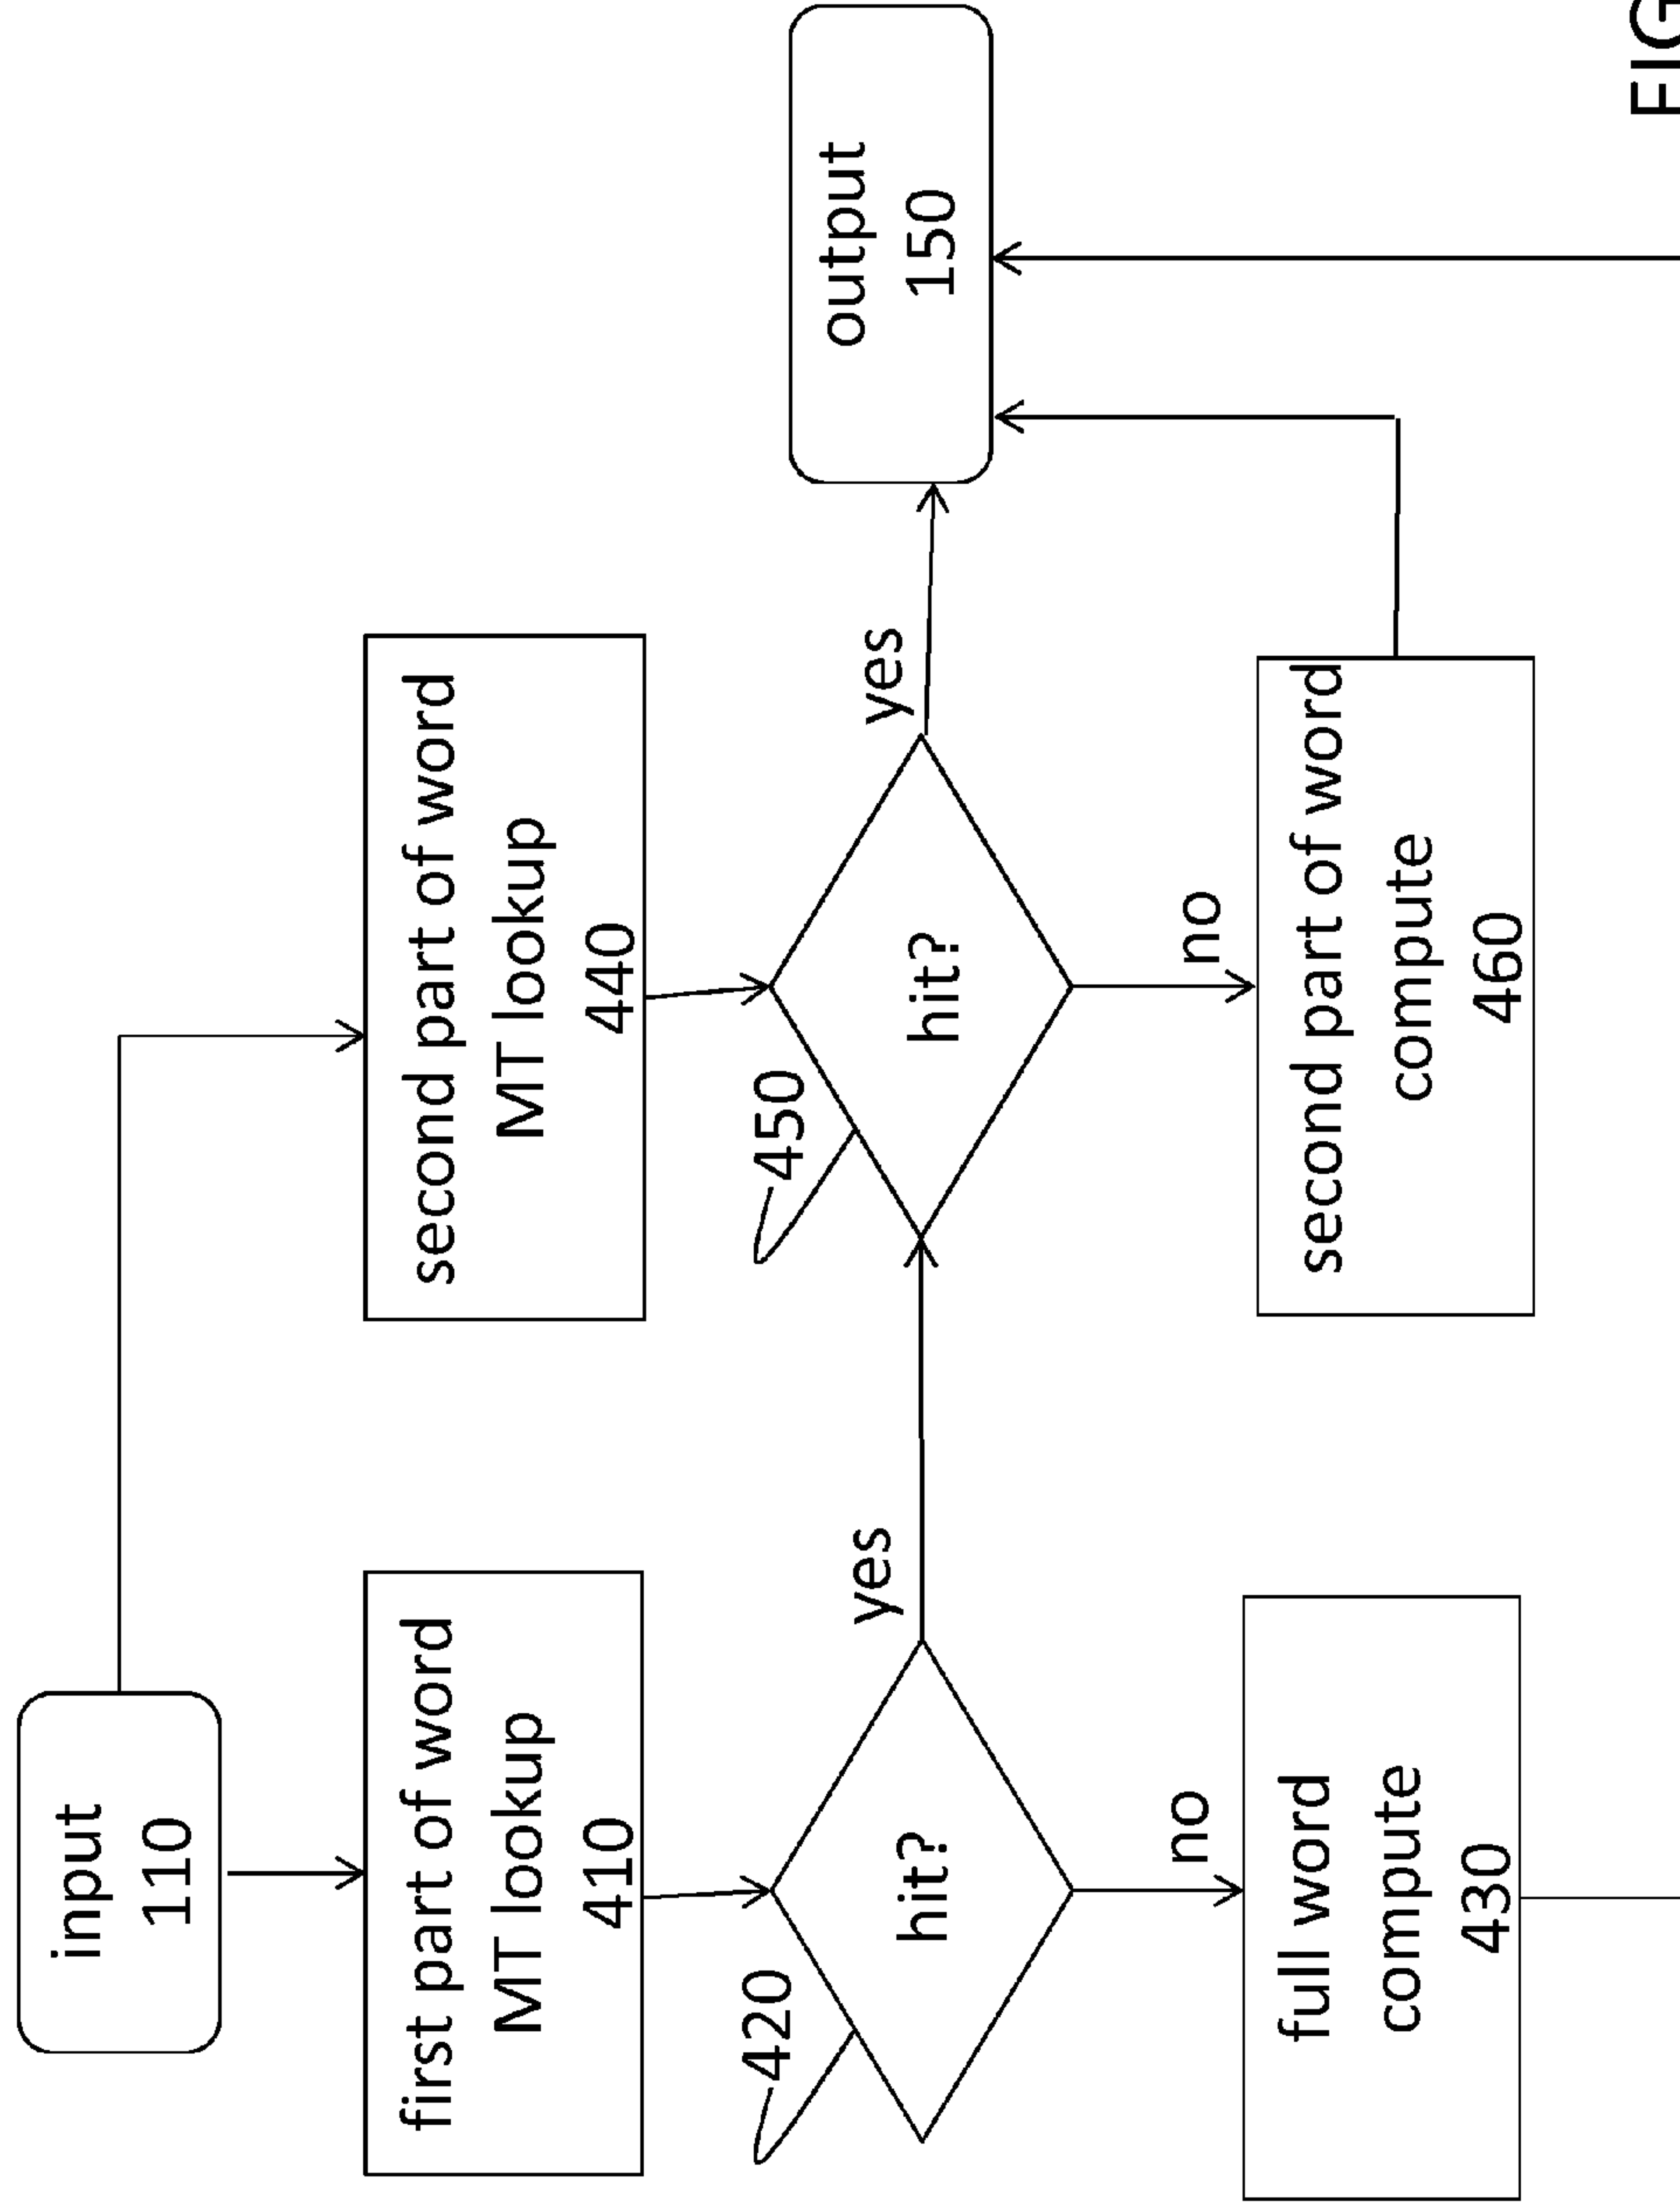 input
110
first part of word
MT lookup
410
second part of word
MT lookup
440
420
hit?
yes
450
hit?
yes
output
150
no
no
full word
compute
430
second part of word
compute
460
FIG